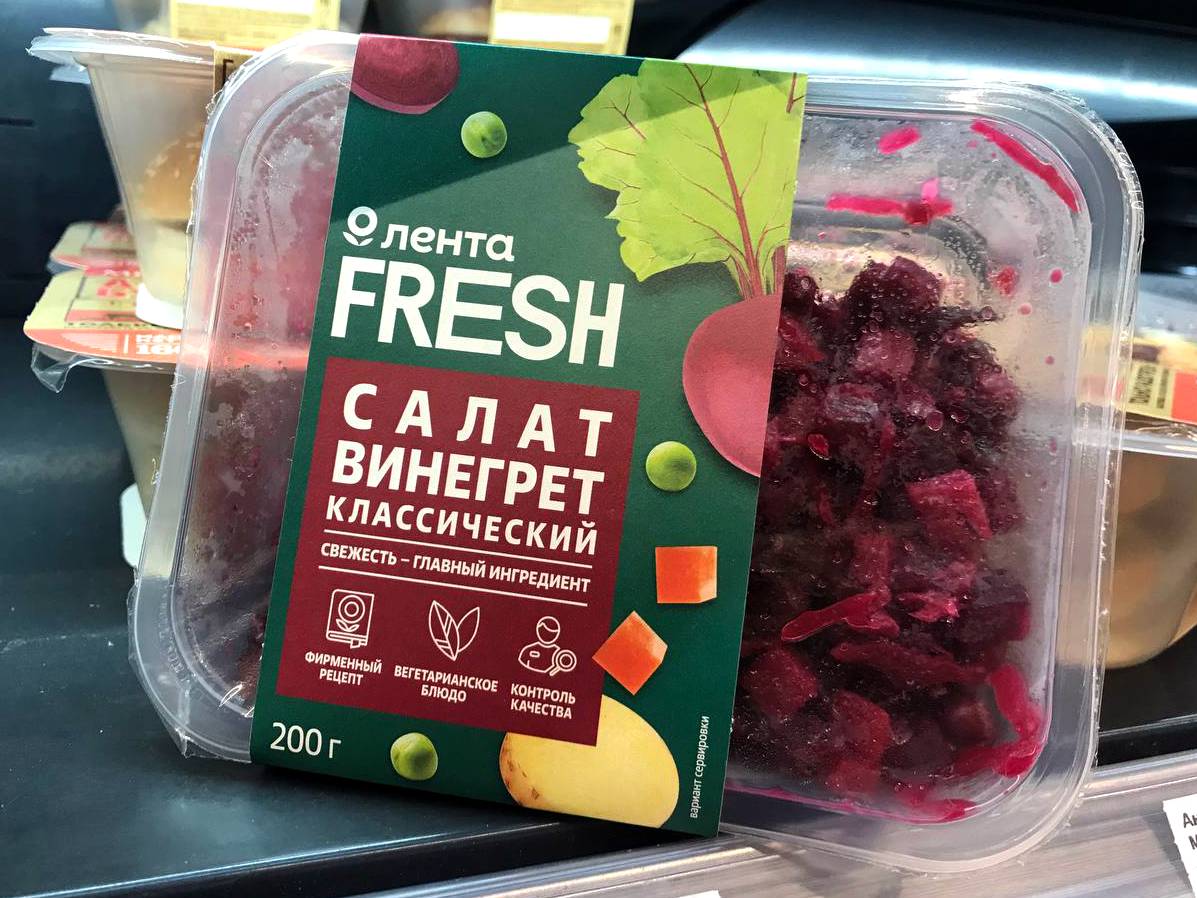 лента
FRESH
САЛАТ
ВИНЕГРЕТ
КЛАССИЧЕСКИЙ
СВЕЖЕСТЬ – ГЛАВНЫЙ ИНГРЕДИЕНТ
ФИРМЕННЫЙ
РЕЦЕПТ
ВЕГЕТАРИАНСКОЕ
БЛЮДО
КОНТРОЛЬ
КАЧЕСТВА
200 г
вариант сервировки